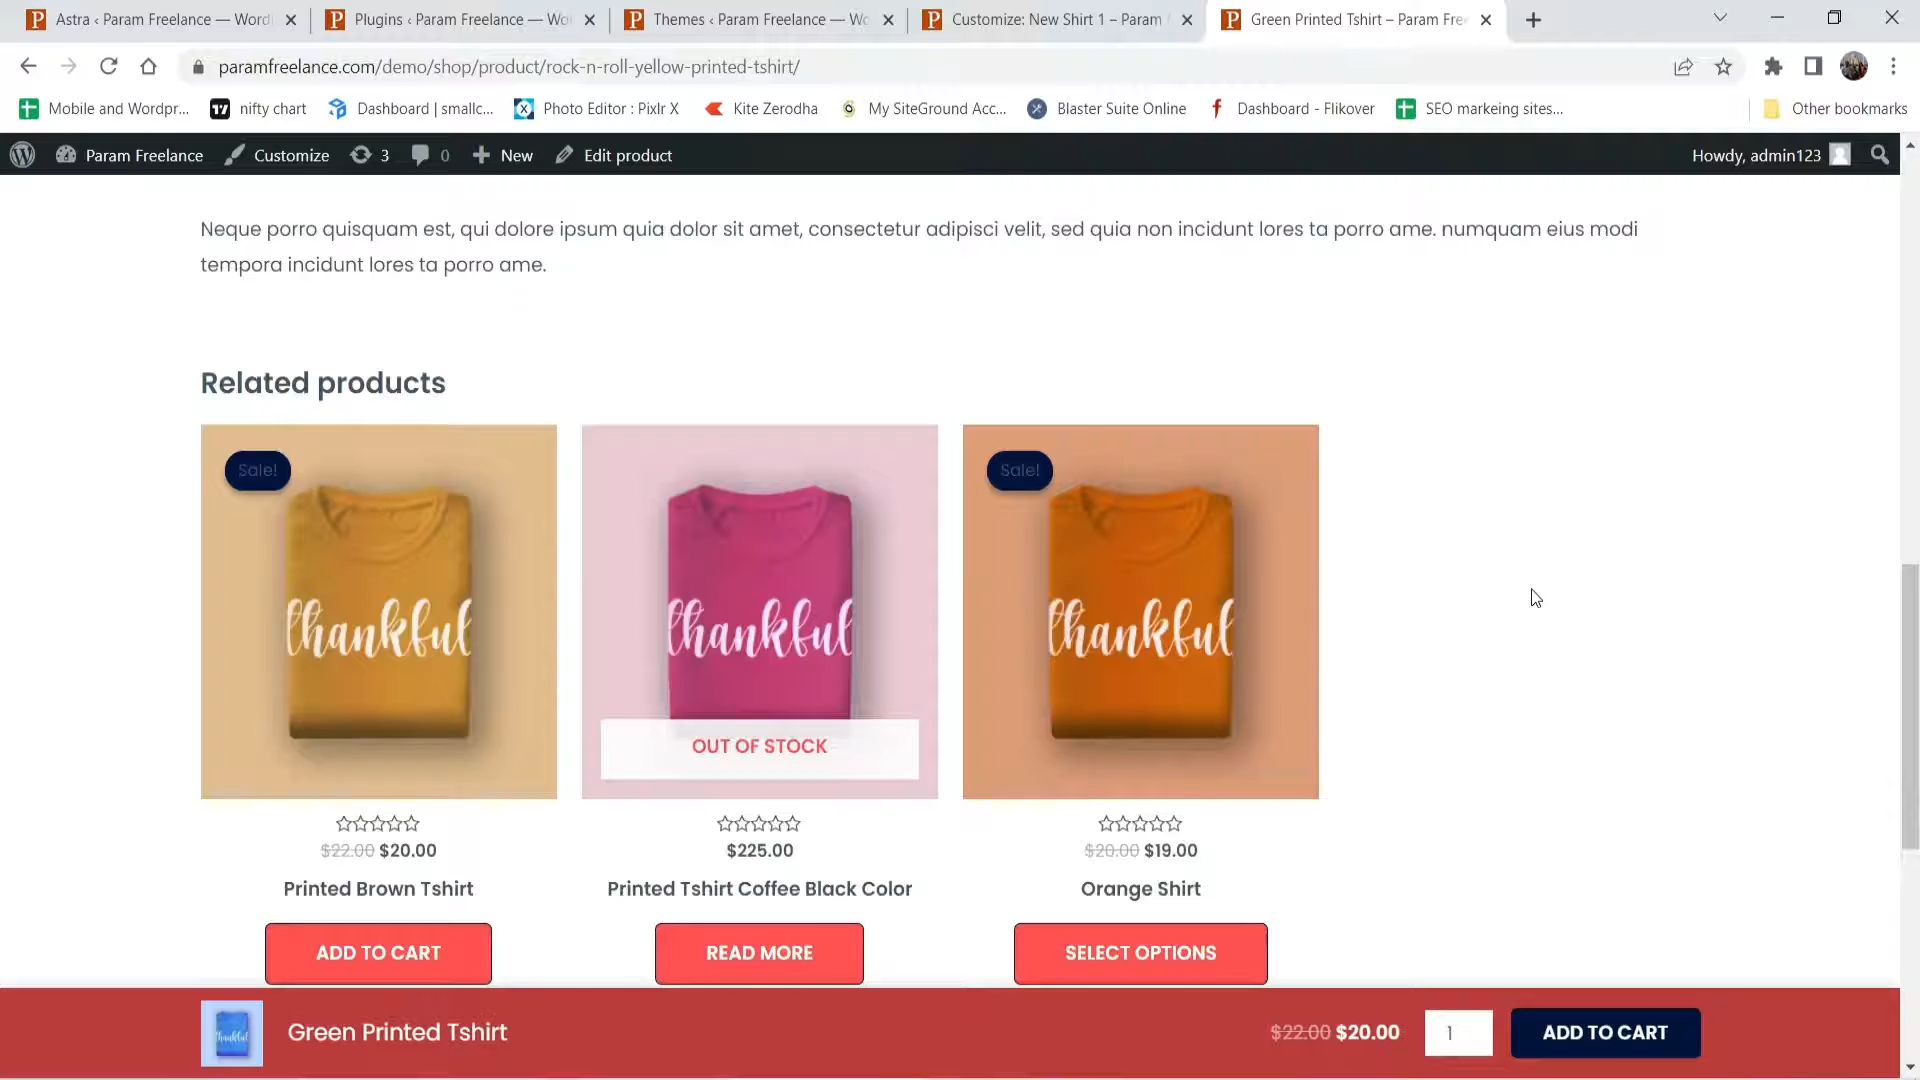 Astra ‹ Param Freelance — Word
Plugins ‹ Param Freelance — Wo
Themes ‹ Param Freelance — Wo
Customize: New Shirt 1 – Param
Green Printed Tshirt – Param Fre
paramfreelance.com/demo/shop/product/rock-n-roll-yellow-printed-tshirt/
Mobile and Wordpr...
nifty chart
Dashboard | smallc...
Photo Editor : Pixlr X
Kite Zerodha
My SiteGround Acc...
Blaster Suite Online
Dashboard - Flikover
SEO markeing sites...
Other bookmarks
Param Freelance
Customize
3
0
New
Edit product
Howdy, admin123
Neque porro quisquam est, qui dolore ipsum quia dolor sit amet, consectetur adipisci velit, sed quia non incidunt lores ta porro ame. numquam eius modi
tempora incidunt lores ta porro ame.
Related products
Sale!
thankful
thankful
OUT OF STOCK
Sale!
thankful
$22.00 $20.00
$225.00
$20.00 $19.00
Printed Brown Tshirt
Printed Tshirt Coffee Black Color
Orange Shirt
ADD TO CART
READ MORE
SELECT OPTIONS
thankful
Green Printed Tshirt
$22.00 $20.00
1
ADD TO CART